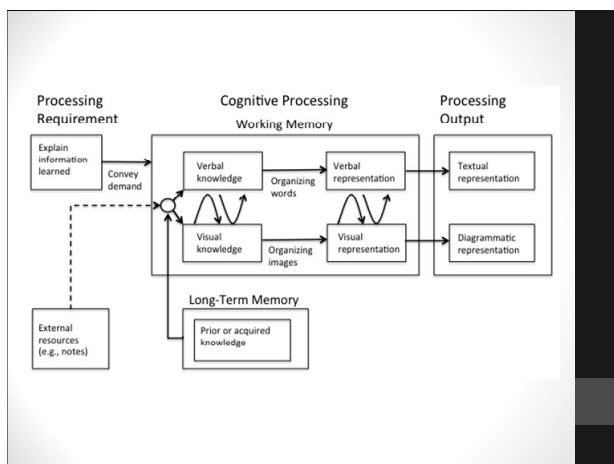 Processing
Requirement
Cognitive Processing
Processing
Output
Working Memory
Explain
information
learned
Convey
demand
Verbal
knowledge
Organizing
words
Verbal
representation
Textual
representation
Visual
knowledge
Organizing
images
Visual
representation
Diagrammatic
representation
Long-Term Memory
External
resources
(e.g., notes)
Prior or acquired
knowledge